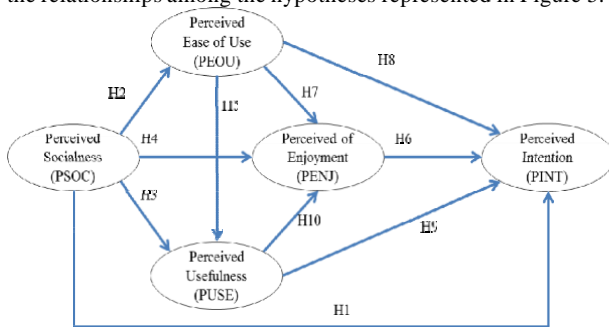 the relationships among the hypotheses represented in Figure 3.
Perceived
Ease of Use
(PEOU)
H8
H2
H7
H5
Perceived
Socialness
(PSOC)
H4
Perceived of
Enjoyment
(PENJ)
H6
Perceived
Intention
(PINT)
H3
H10
H9
Perceived
Usefulness
(PUSE)
H1